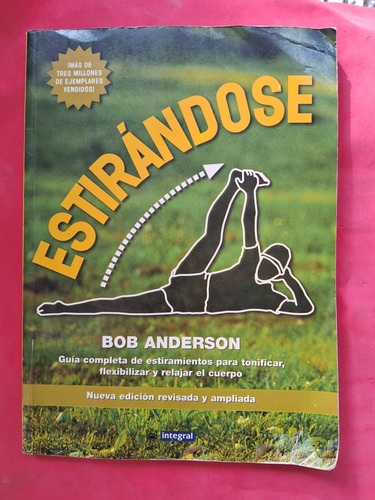 ¡MÁS DE
TRES MILLONES
DE EJEMPLARES
VENDIDOS!
ESTIRÁNDOSE
BOB ANDERSON
Guía completa de estiramientos para tonificar,
flexibilizar y relajar el cuerpo
Nueva edición revisada y ampliada
integral